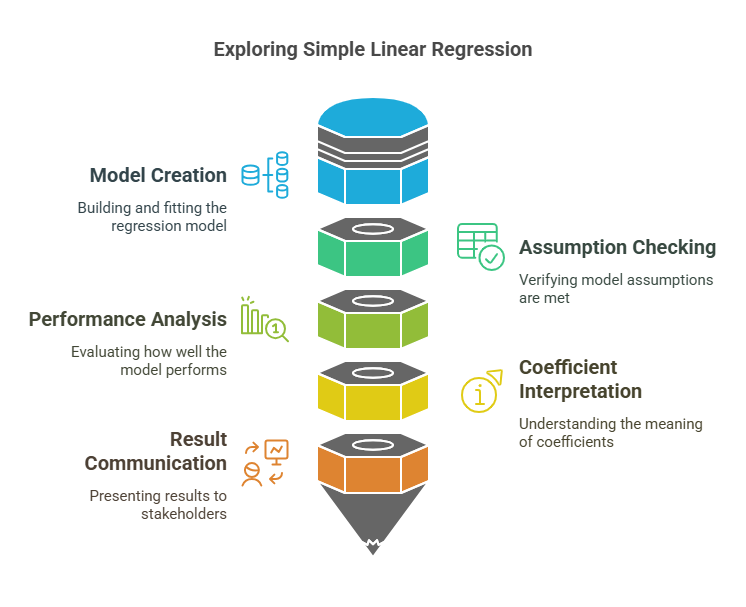 Exploring Simple Linear Regression
Model Creation
Building and fitting the
regression model
Assumption Checking
Verifying model assumptions
are met
Performance Analysis
Evaluating how well the
model performs
1
Coefficient
Interpretation
Understanding the meaning
of coefficients
i
Result
Communication
Presenting results to
stakeholders